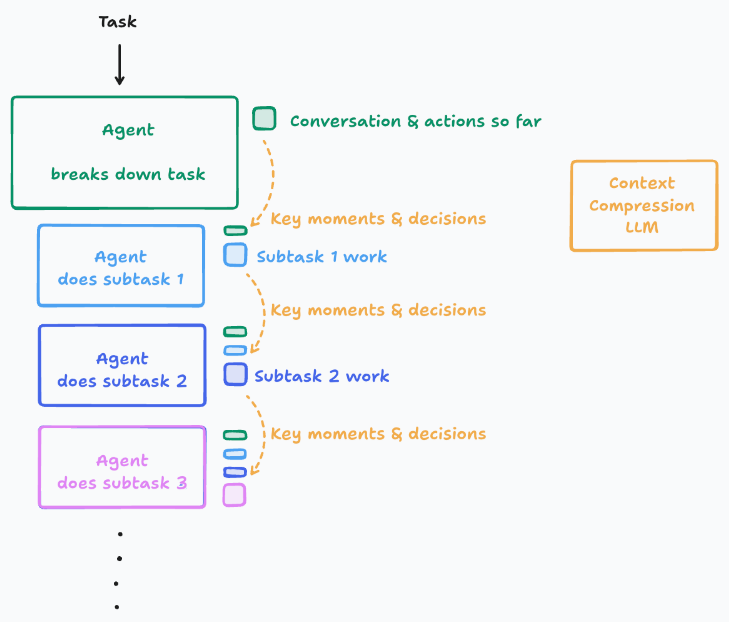 Task
Agent
breaks down task
Conversation & actions so far
Context
Compression
LLM
Key moments & decisions
Agent
does subtask 1
Subtask 1 work
Key moments & decisions
Agent
does subtask 2
Subtask 2 work
Key moments & decisions
Agent
does subtask 3